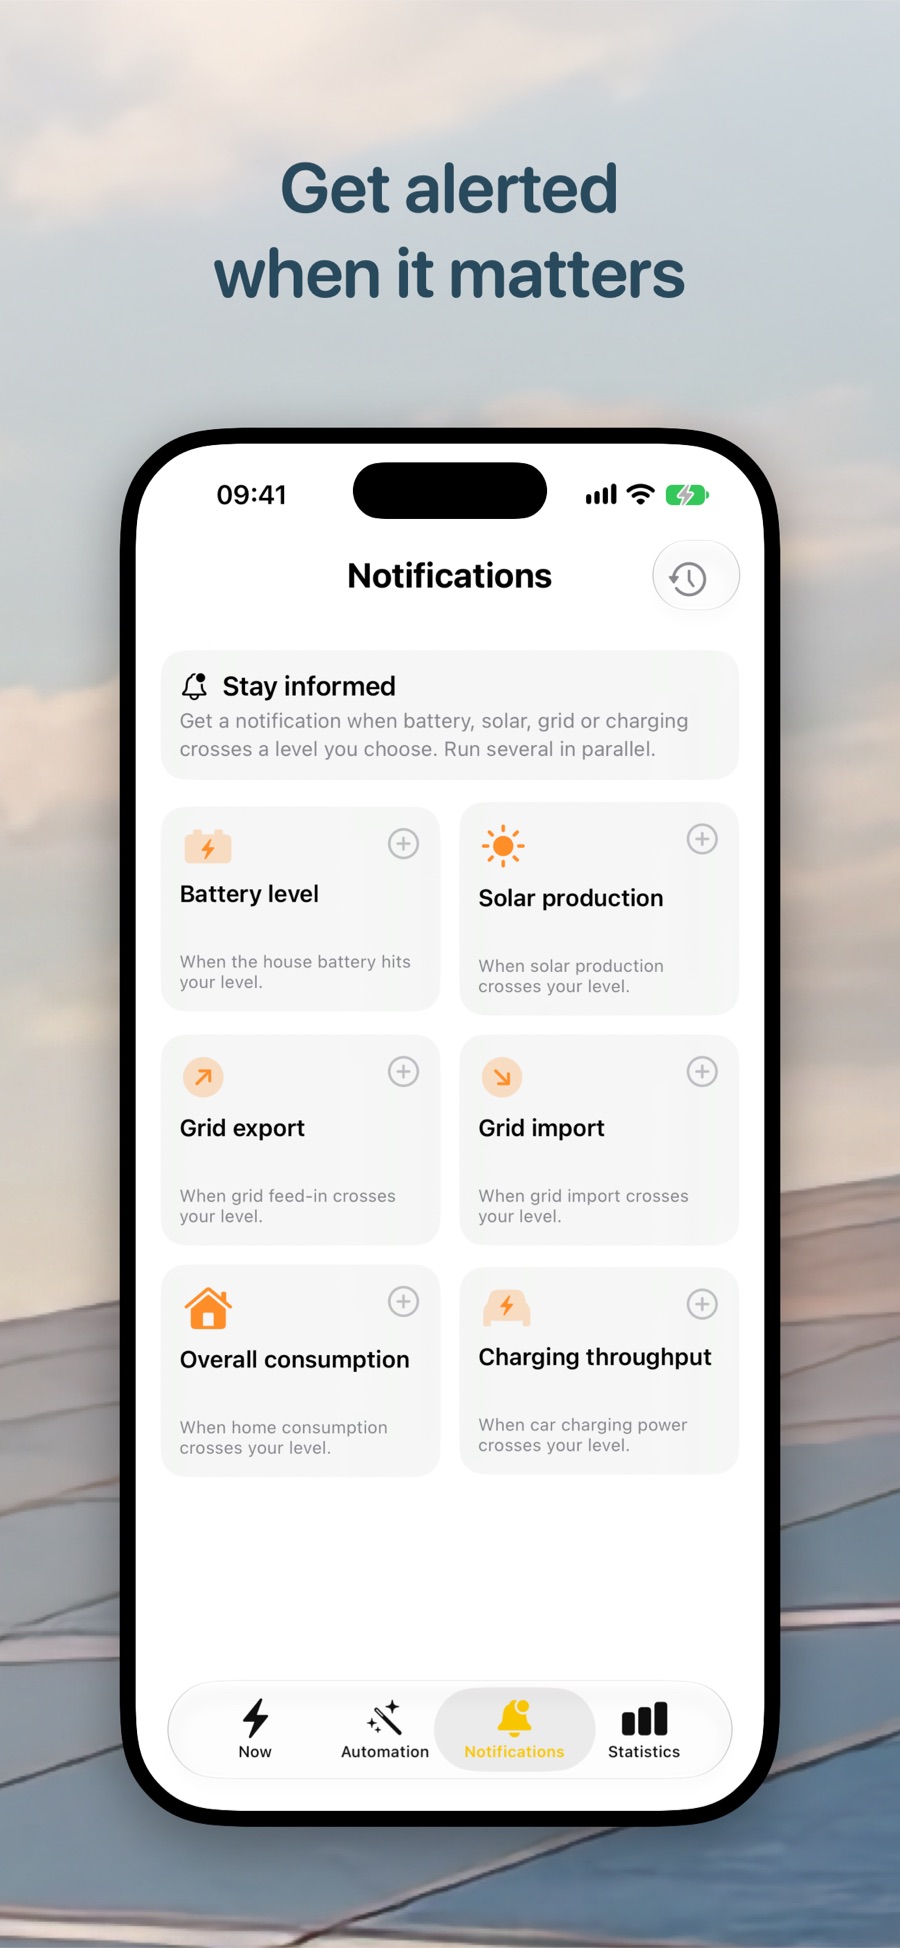 Get alerted
when it matters
09:41
Notifications
Stay informed
Get a notification when battery, solar, grid or charging
crosses a level you choose. Run several in parallel.
Battery level
When the house battery hits
your level.
Solar production
When solar production
crosses your level.
Grid export
When grid feed-in crosses
your level.
Grid import
When grid import crosses
your level.
Overall consumption
When home consumption
crosses your level.
Charging throughput
When car charging power
crosses your level.
Now
Automation
Notifications
Statistics